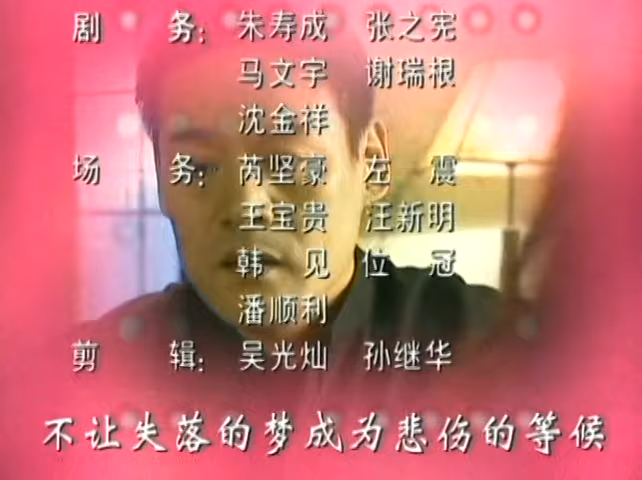 剧 务: 朱寿成 张之宪
马文宇 谢瑞根
沈金祥
场 务: 芮坚豪 左 震
王宝贵 汪新明
韩 见 位 冠
潘顺利
剪 辑: 吴光灿 孙继华
不让失落的梦成为悲伤的等候